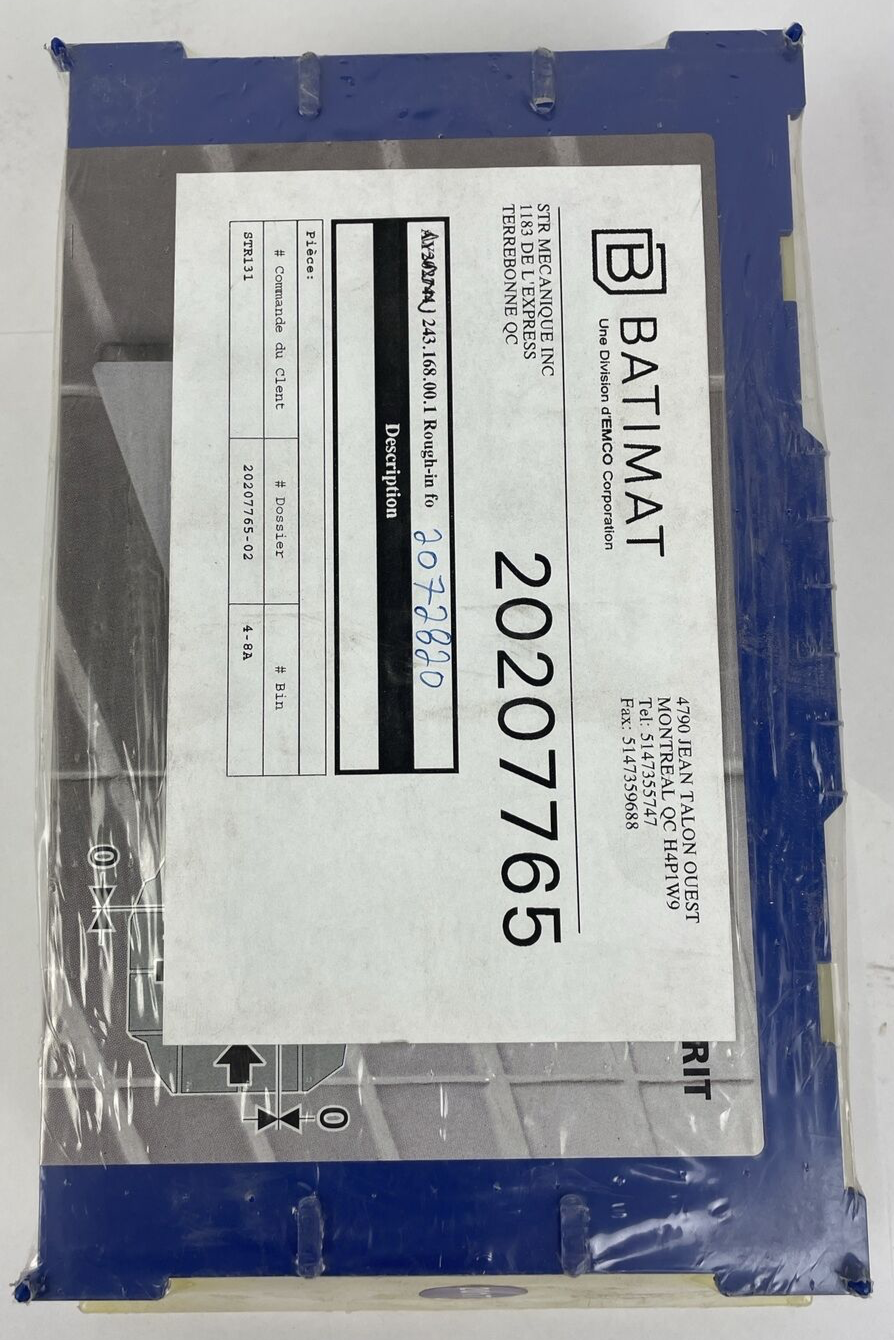 BATIMAT
Une Division d'EMCO Corporation
4790 JEAN TALON OUEST
MONTREAL QC H4P1W9
Tel: 5147355747
Fax: 5147359688
STR MECANIQUE INC
1183 DE L'EXPRESS
TERREBONNE QC
20207765
243.168.00.1 Rough-in fo 2072820
Description
Pièce:
# Commande du Clent # Dossier # Bin
STR131 20207765-02 4-8A
RIT
0
0